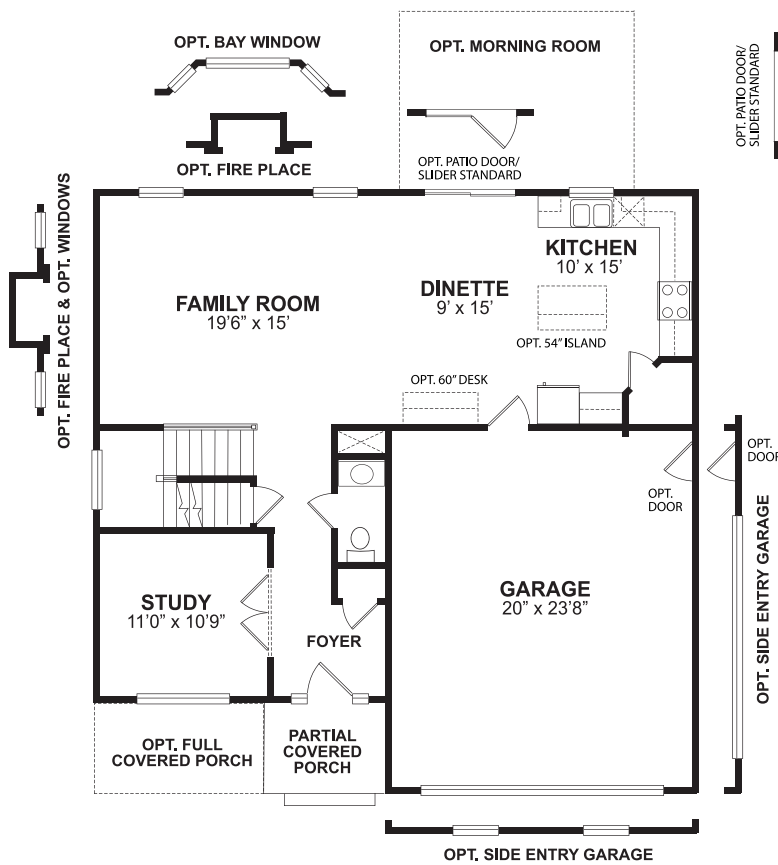 OPT. BAY WINDOW
OPT. MORNING ROOM
OPT. PATIO DOOR/
SLIDER STANDARD
OPT. FIRE PLACE
OPT. PATIO DOOR/
SLIDER STANDARD
OPT. FIRE PLACE & OPT. WINDOWS
KITCHEN
10' x 15'
DINETTE
9' x 15'
FAMILY ROOM
19'6" x 15'
OPT. 54" ISLAND
OPT. 60" DESK
OPT.
DOOR
OPT.
DOOR
STUDY
11'0" x 10'9"
GARAGE
20" x 23'8"
FOYER
OPT. SIDE ENTRY GARAGE
OPT. FULL
COVERED PORCH
PARTIAL
COVERED
PORCH
OPT. SIDE ENTRY GARAGE